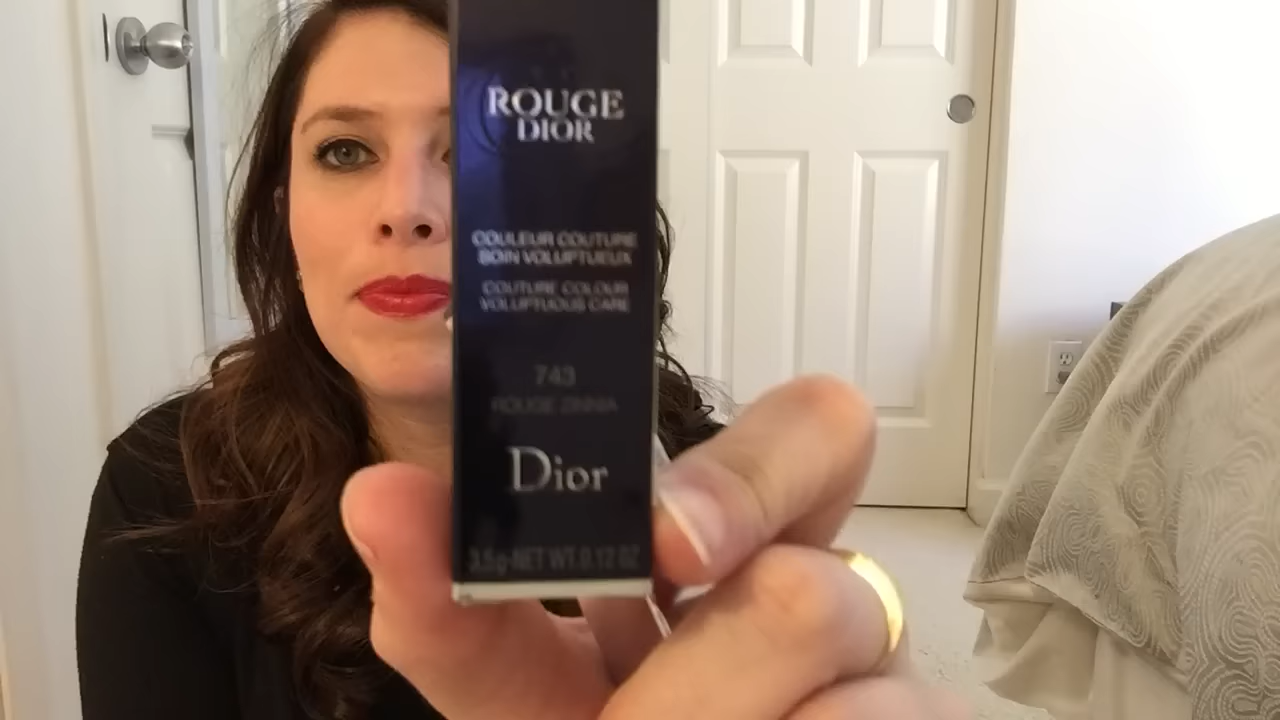 ROUGE
DIOR
COULEUR COUTURE
SOIN VOLUPTUEUX
COUTURE COLOUR
VOLUPTUOUS CARE
743
ROUGE ZINNIA
Dior
3.5g-NET WT.0.12 OZ